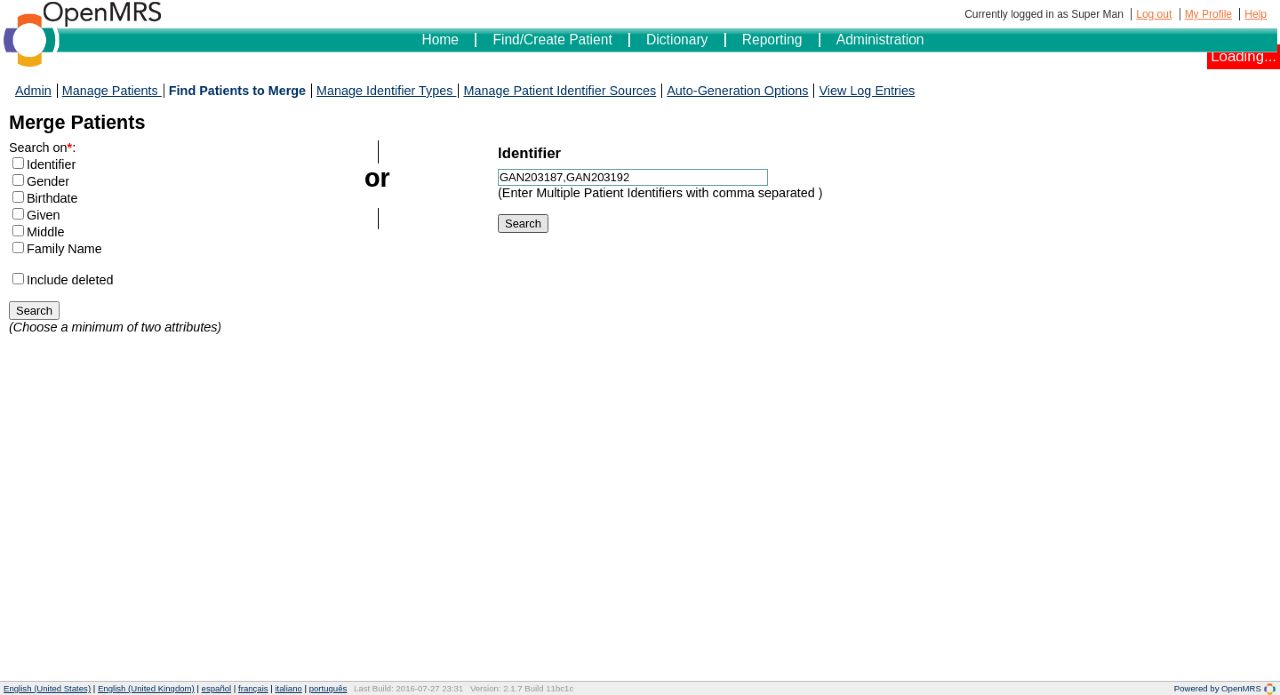 OpenMRS
Currently logged in as Super Man | Log out | My Profile | Help
Home | Find/Create Patient | Dictionary | Reporting | Administration
Loading...
Admin | Manage Patients | Find Patients to Merge | Manage Identifier Types | Manage Patient Identifier Sources | Auto-Generation Options | View Log Entries
Merge Patients
Search on*:
Identifier
Gender
Birthdate
Given
Middle
Family Name
Include deleted
Search
(Choose a minimum of two attributes)
or
Identifier
GAN203187,GAN203192
(Enter Multiple Patient Identifiers with comma separated )
Search
English (United States) | English (United Kingdom) | español | français | italiano | português Last Build: 2016-07-27 23:31 Version: 2.1.7 Build 11bc1c
Powered by OpenMRS